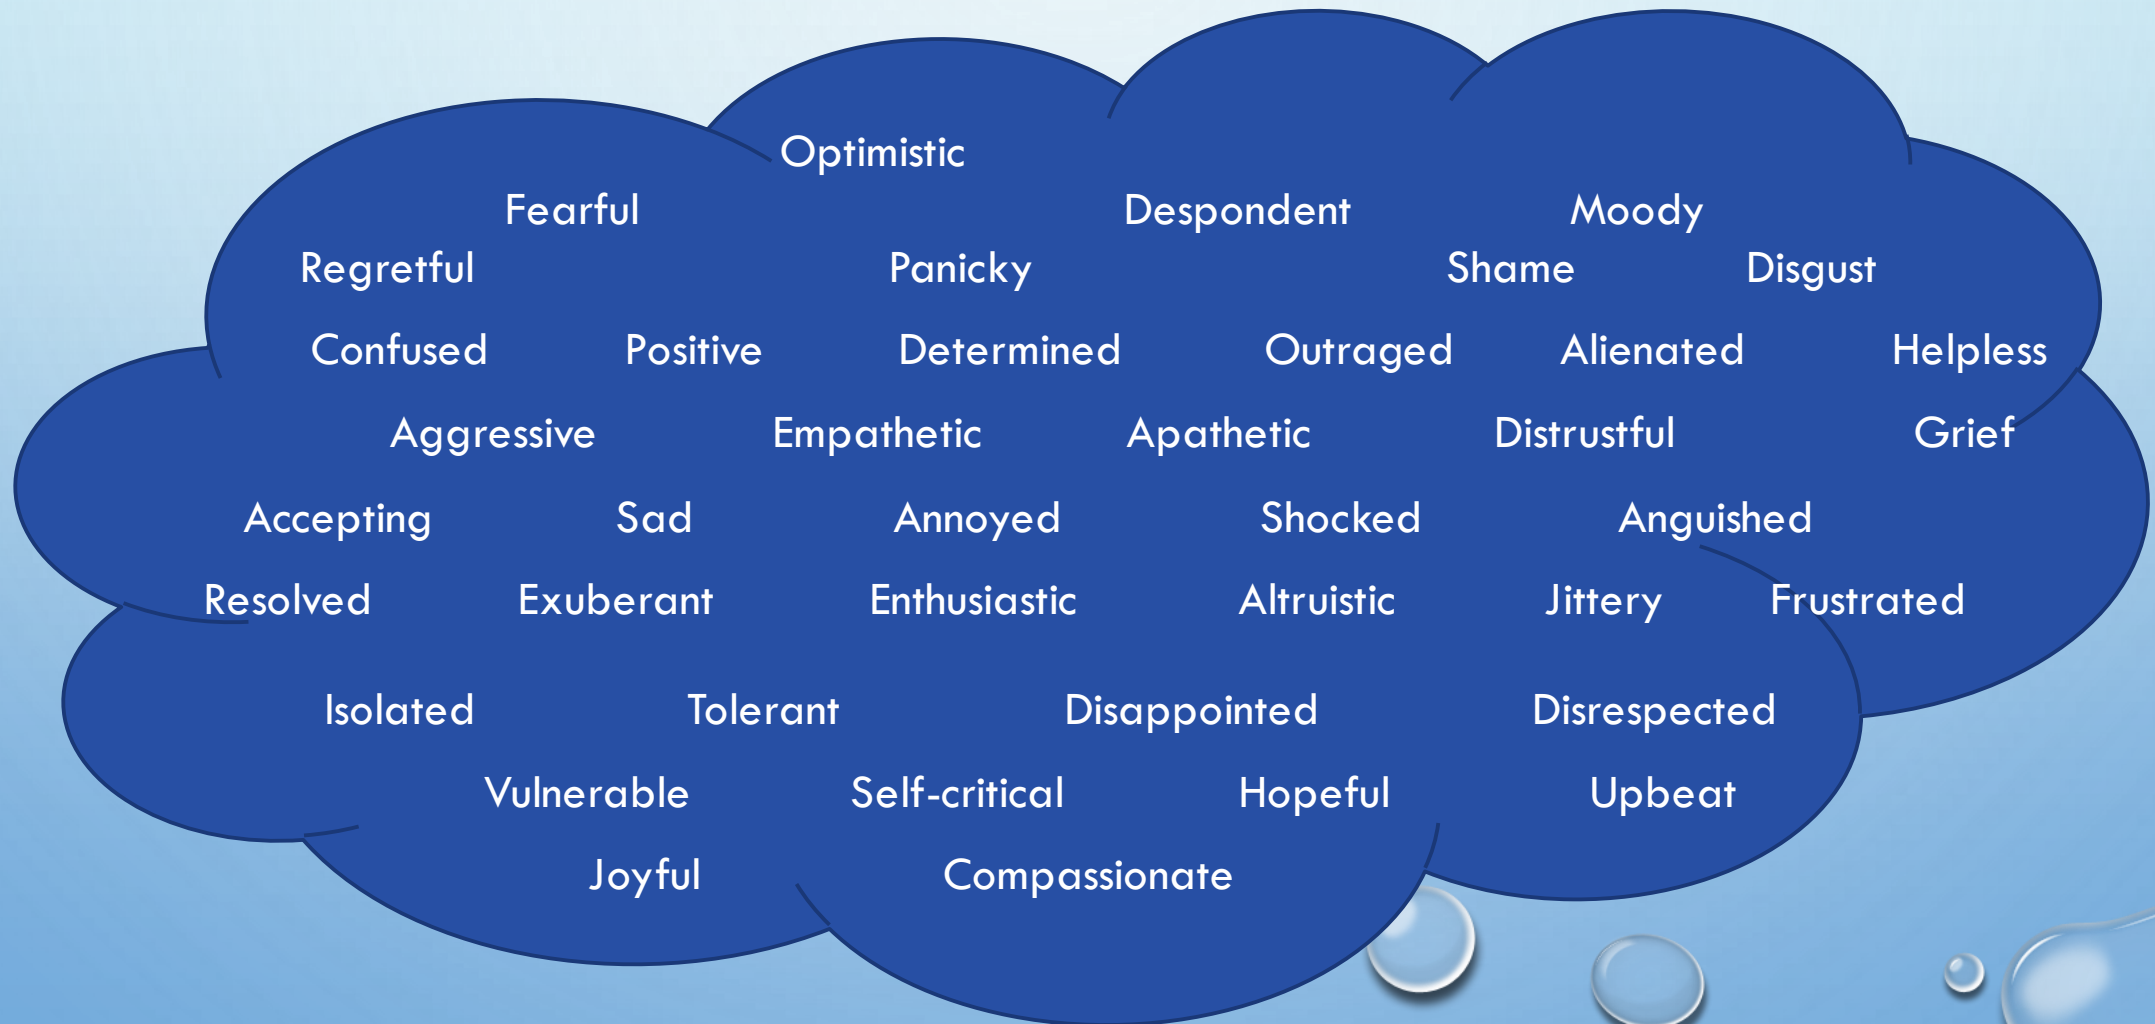 Optimistic
Fearful Despondent Moody
Regretful Panicky Shame Disgust
Confused Positive Determined Outraged Alienated Helpless
Aggressive Empathetic Apathetic Distrustful Grief
Accepting Sad Annoyed Shocked Anguished
Resolved Exuberant Enthusiastic Altruistic Jittery Frustrated
Isolated Tolerant Disappointed Disrespected
Vulnerable Self-critical Hopeful Upbeat
Joyful Compassionate